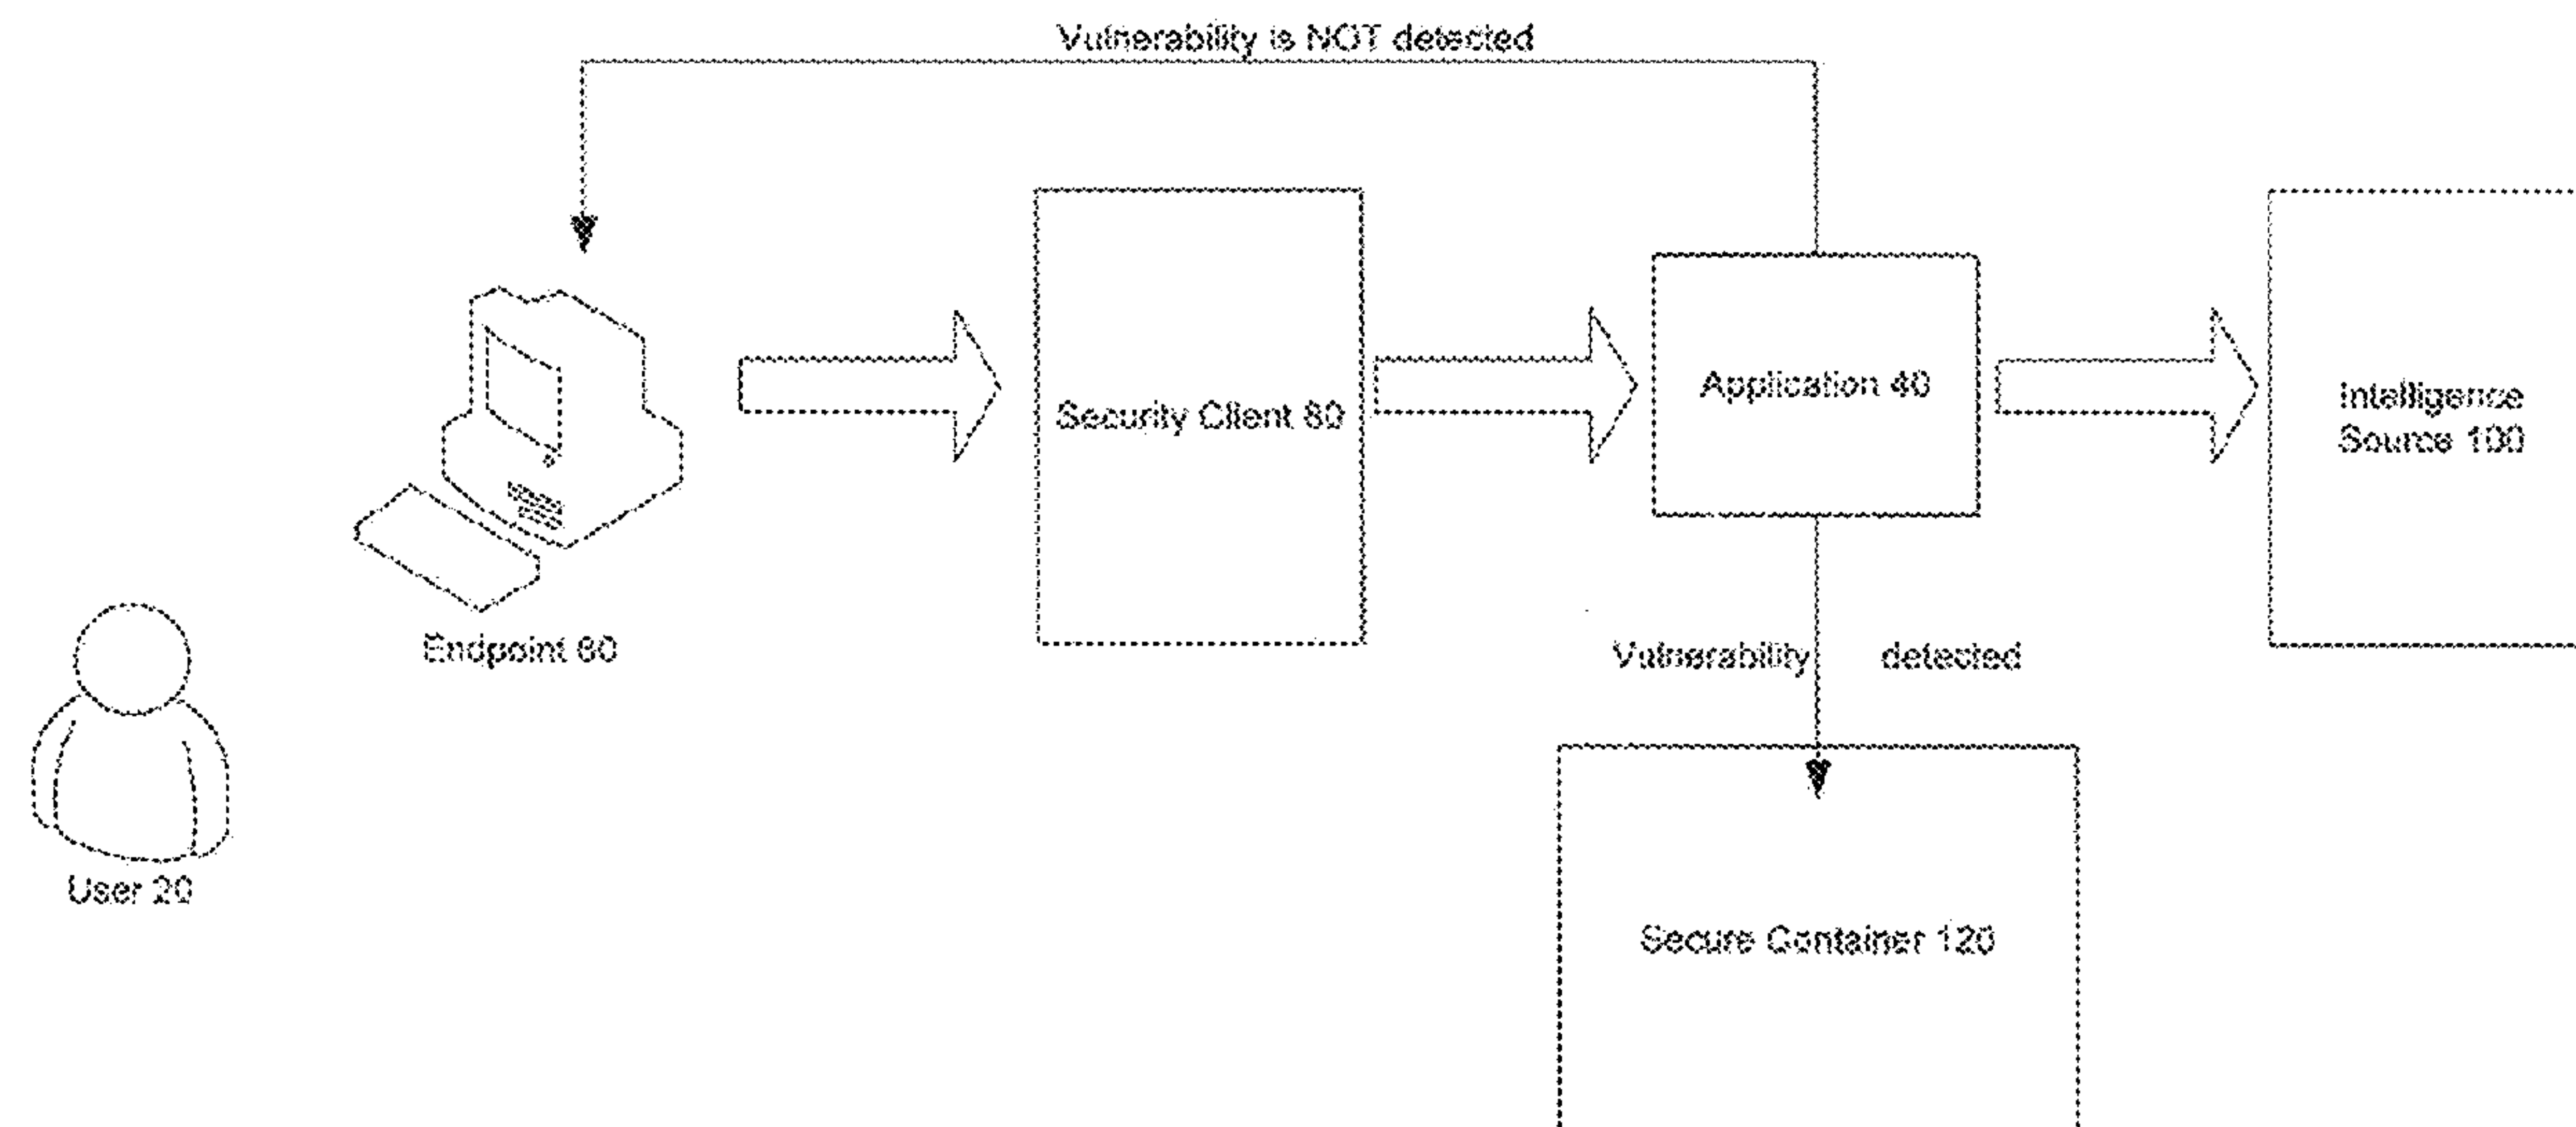 Vulnerability is NOT detected
Application 40
Intelligence
Source 100
Security Client 80
Endpoint 60
Vulnerability detected
User 20
Secure Container 120